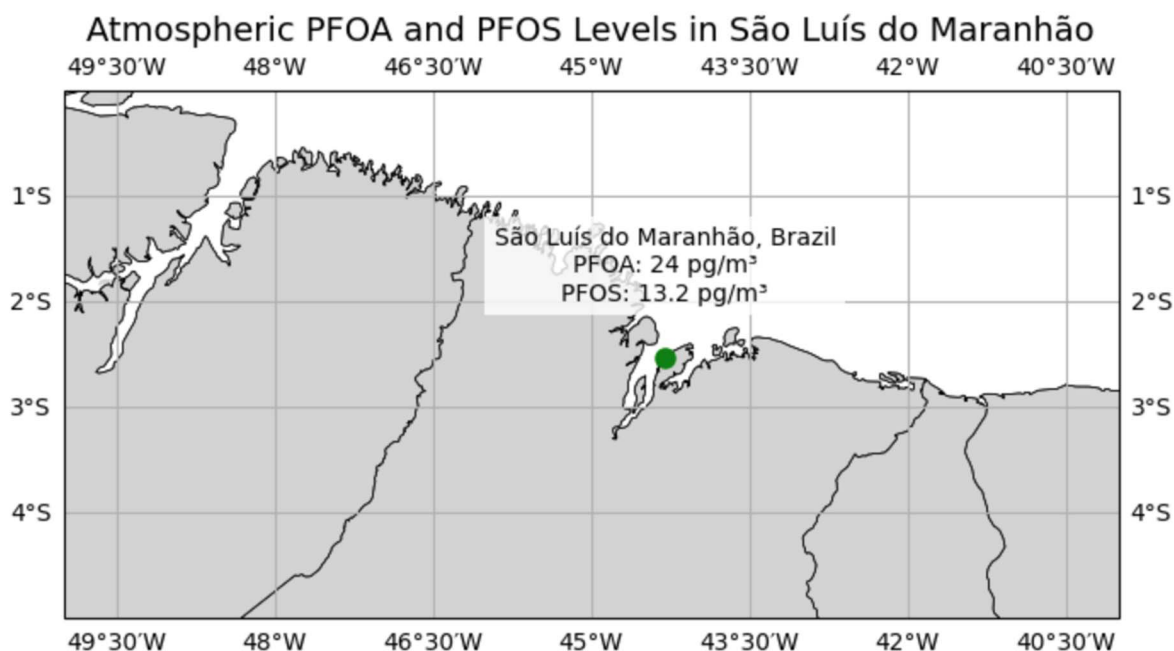 Atmospheric PFOA and PFOS Levels in São Luís do Maranhão
49°30′W 48°W 46°30′W 45°W 43°30′W 42°W 40°30′W
1°S 1°S
São Luís do Maranhão, Brazil
PFOA: 24 pg/m³
PFOS: 13.2 pg/m³
2°S 2°S
3°S 3°S
4°S 4°S
49°30′W 48°W 46°30′W 45°W 43°30′W 42°W 40°30′W